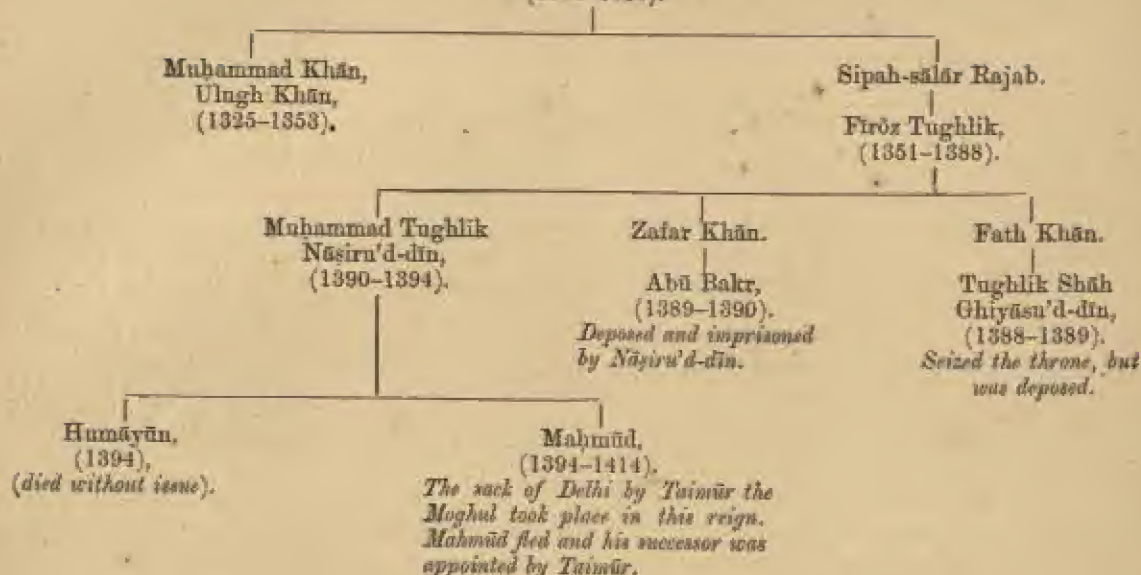 Muḥammad Khān,
Ulugh Khān,
(1325–1353).
Sipah-sālār Rajab.
Fīrōz Tughlik,
(1351–1388).
Muḥammad Tughlik
Nāṣiru'd-dīn,
(1390–1394).
Zafar Khān.
Abū Bakr,
(1389–1390).
Deposed and imprisoned
by Nāṣiru'd-dīn.
Fath Khān.
Tughlik Shāh
Ghiyāsu'd-dīn,
(1388–1389).
Seized the throne, but
was deposed.
Humāyūn,
(1394),
(died without issue).
Maḥmūd,
(1394–1414).
The sack of Delhi by Taimūr the
Moghul took place in this reign.
Mahmūd fled and his successor was
appointed by Taimūr.